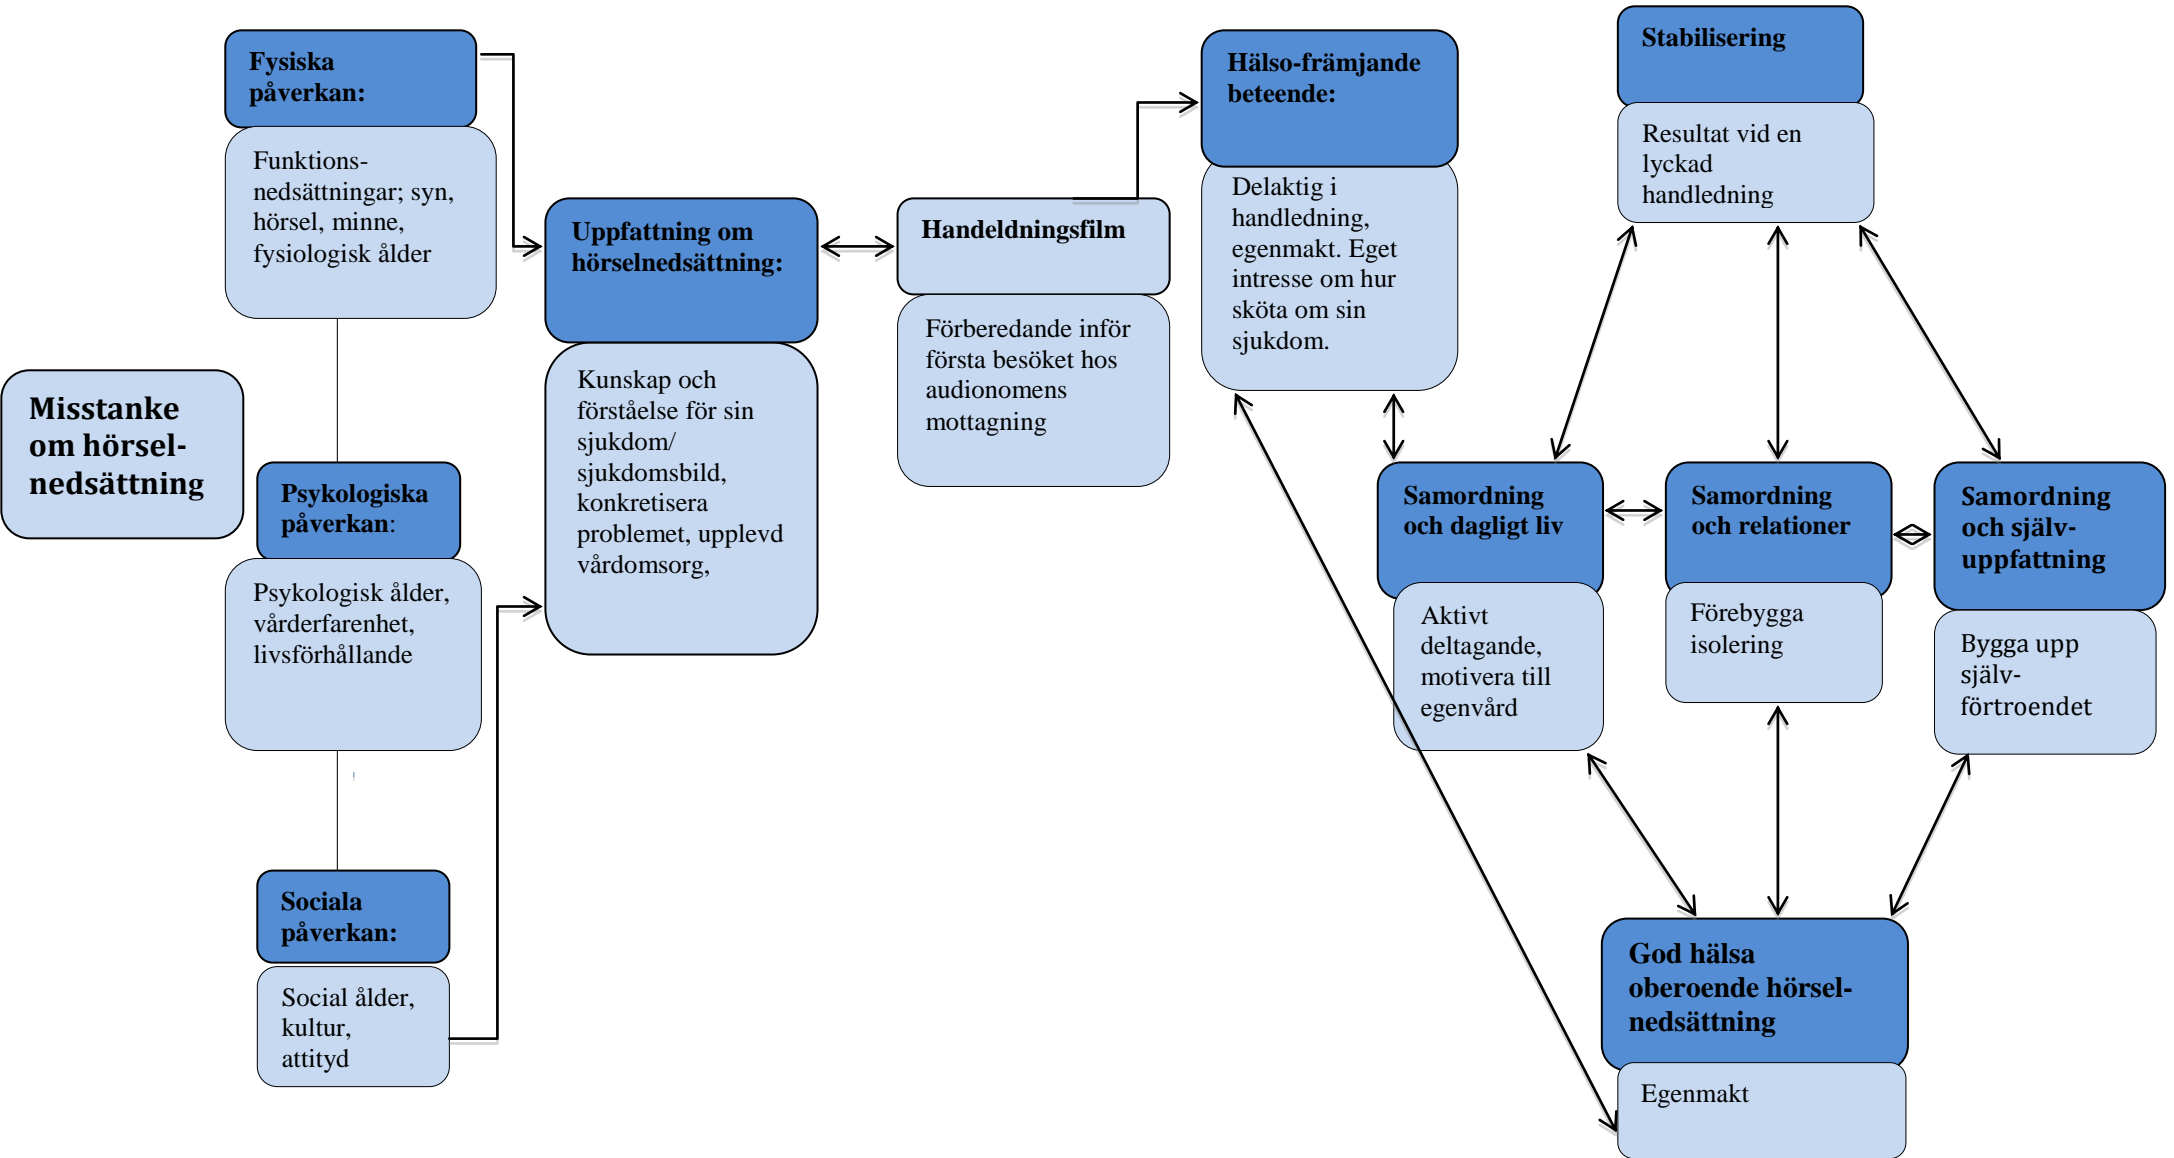 Misstanke
om hörsel-
nedsättning
Fysiska
påverkan:
Funktions-
nedsättningar; syn,
hörsel, minne,
fysiologisk ålder
Psykologiska
påverkan:
Psykologisk ålder,
vårderfarenhet,
livsförhållande
Sociala
påverkan:
Social ålder,
kultur,
attityd
Uppfattning om
hörselnedsättning:
Kunskap och
förståelse för sin
sjukdom/
sjukdomsbild,
konkretisera
problemet, upplevd
vårdomsorg,
Handeldningsfilm
Förberedande inför
första besöket hos
audionomens
mottagning
Hälso-främjande
beteende:
Delaktig i
handledning,
egenmakt. Eget
intresse om hur
sköta om sin
sjukdom.
Stabilisering
Resultat vid en
lyckad
handledning
Samordning
och dagligt liv
Aktivt
deltagande,
motivera till
egenvård
Samordning
och relationer
Förebygga
isolering
Samordning
och själv-
uppfattning
Bygga upp
själv-
förtroendet
God hälsa
oberoende hörsel-
nedsättning
Egenmakt